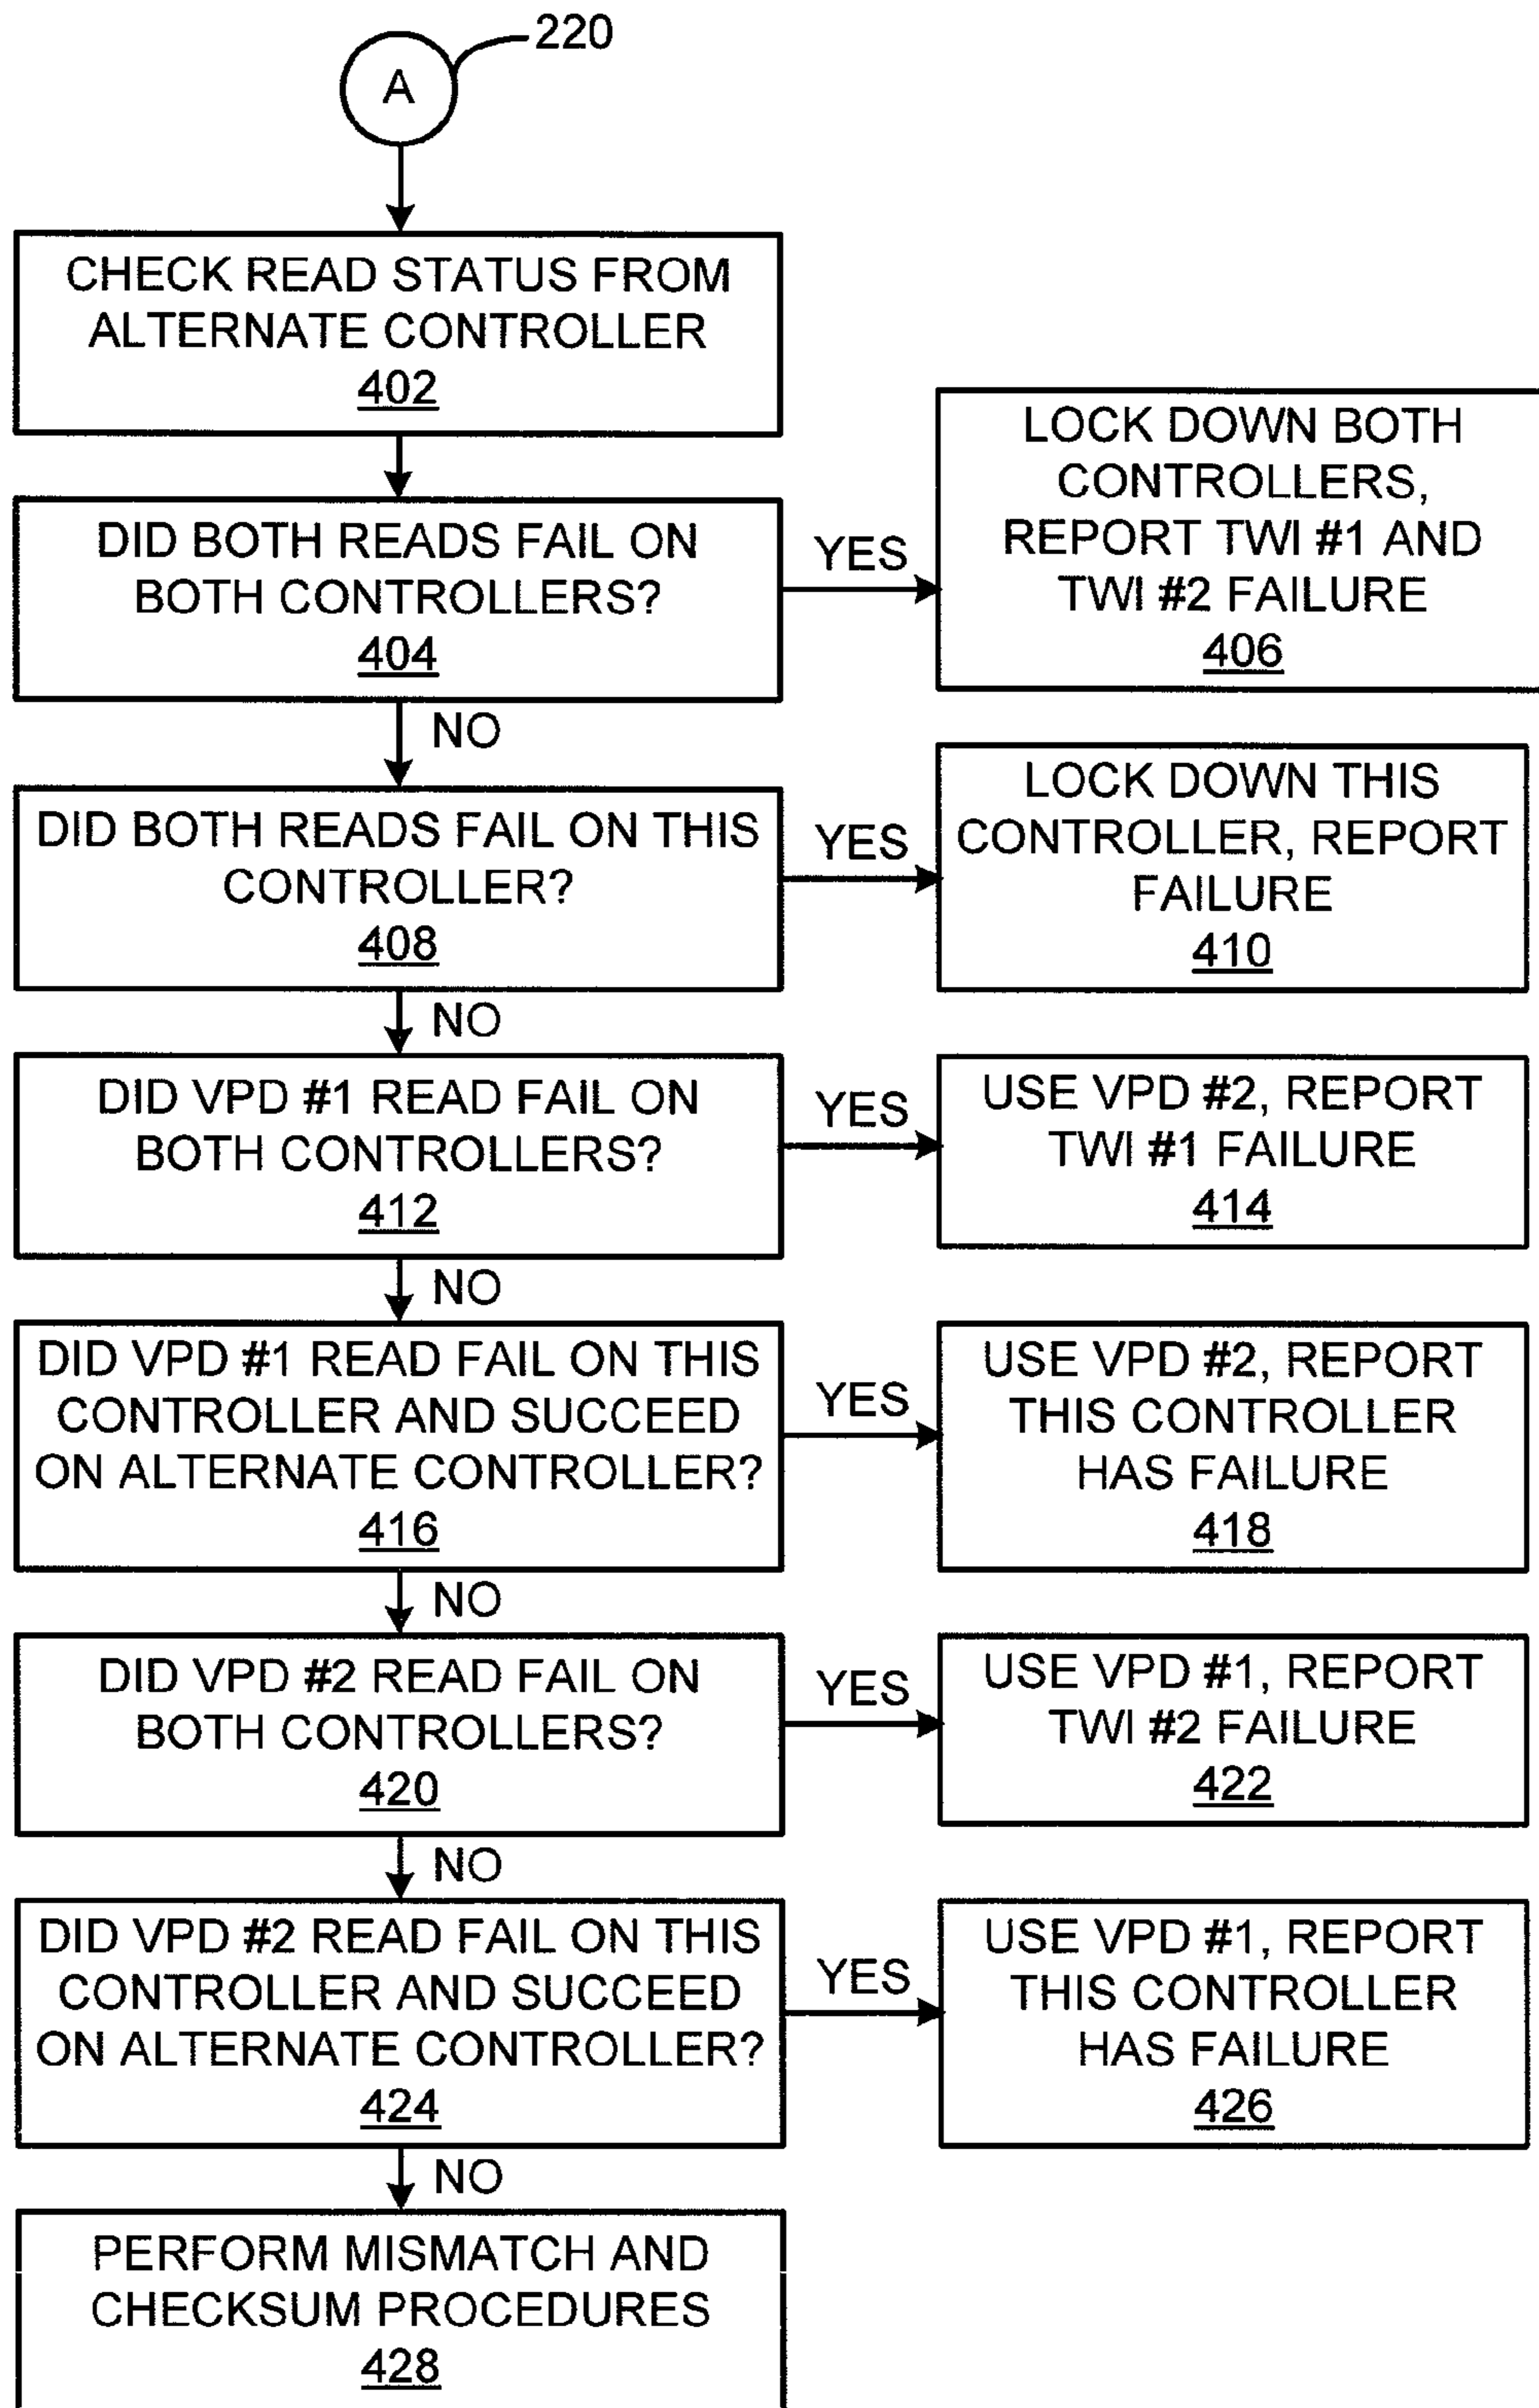 220
A
CHECK READ STATUS FROM
ALTERNATE CONTROLLER
402
DID BOTH READS FAIL ON
BOTH CONTROLLERS?
404
YES
LOCK DOWN BOTH
CONTROLLERS,
REPORT TWI #1 AND
TWI #2 FAILURE
406
NO
DID BOTH READS FAIL ON THIS
CONTROLLER?
408
YES
LOCK DOWN THIS
CONTROLLER, REPORT
FAILURE
410
NO
DID VPD #1 READ FAIL ON
BOTH CONTROLLERS?
412
YES
USE VPD #2, REPORT
TWI #1 FAILURE
414
NO
DID VPD #1 READ FAIL ON THIS
CONTROLLER AND SUCCEED
ON ALTERNATE CONTROLLER?
416
YES
USE VPD #2, REPORT
THIS CONTROLLER
HAS FAILURE
418
NO
DID VPD #2 READ FAIL ON
BOTH CONTROLLERS?
420
YES
USE VPD #1, REPORT
TWI #2 FAILURE
422
NO
DID VPD #2 READ FAIL ON THIS
CONTROLLER AND SUCCEED
ON ALTERNATE CONTROLLER?
424
YES
USE VPD #1, REPORT
THIS CONTROLLER
HAS FAILURE
426
NO
PERFORM MISMATCH AND
CHECKSUM PROCEDURES
428